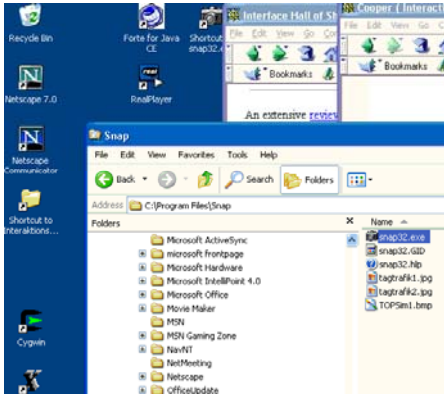 Recycle Bin
Forte for Java
CE
Shortcut
snap32.e
Netscape 7.0
RealPlayer
Netscape
Communicator
Shortcut to
Interaktions...
Cygwin
Interface Hall of Sh
File Edit View Go Co
Bookmarks
An extensive review
Cooper ( Interacti
File Edit View Go
Bookmarks
Snap
File Edit View Favorites Tools Help
Back Search Folders
Address C:\Program Files\Snap
Folders X Name
Microsoft ActiveSync
microsoft frontpage
Microsoft Hardware
Microsoft IntelliPoint 4.0
Microsoft Office
Movie Maker
MSN
MSN Gaming Zone
NavNT
NetMeeting
Netscape
OfficeUpdate
snap32.exe
snap32.GID
snap32.hlp
tagtrafik1.jpg
tagtrafik2.jpg
TOPSim1.bmp